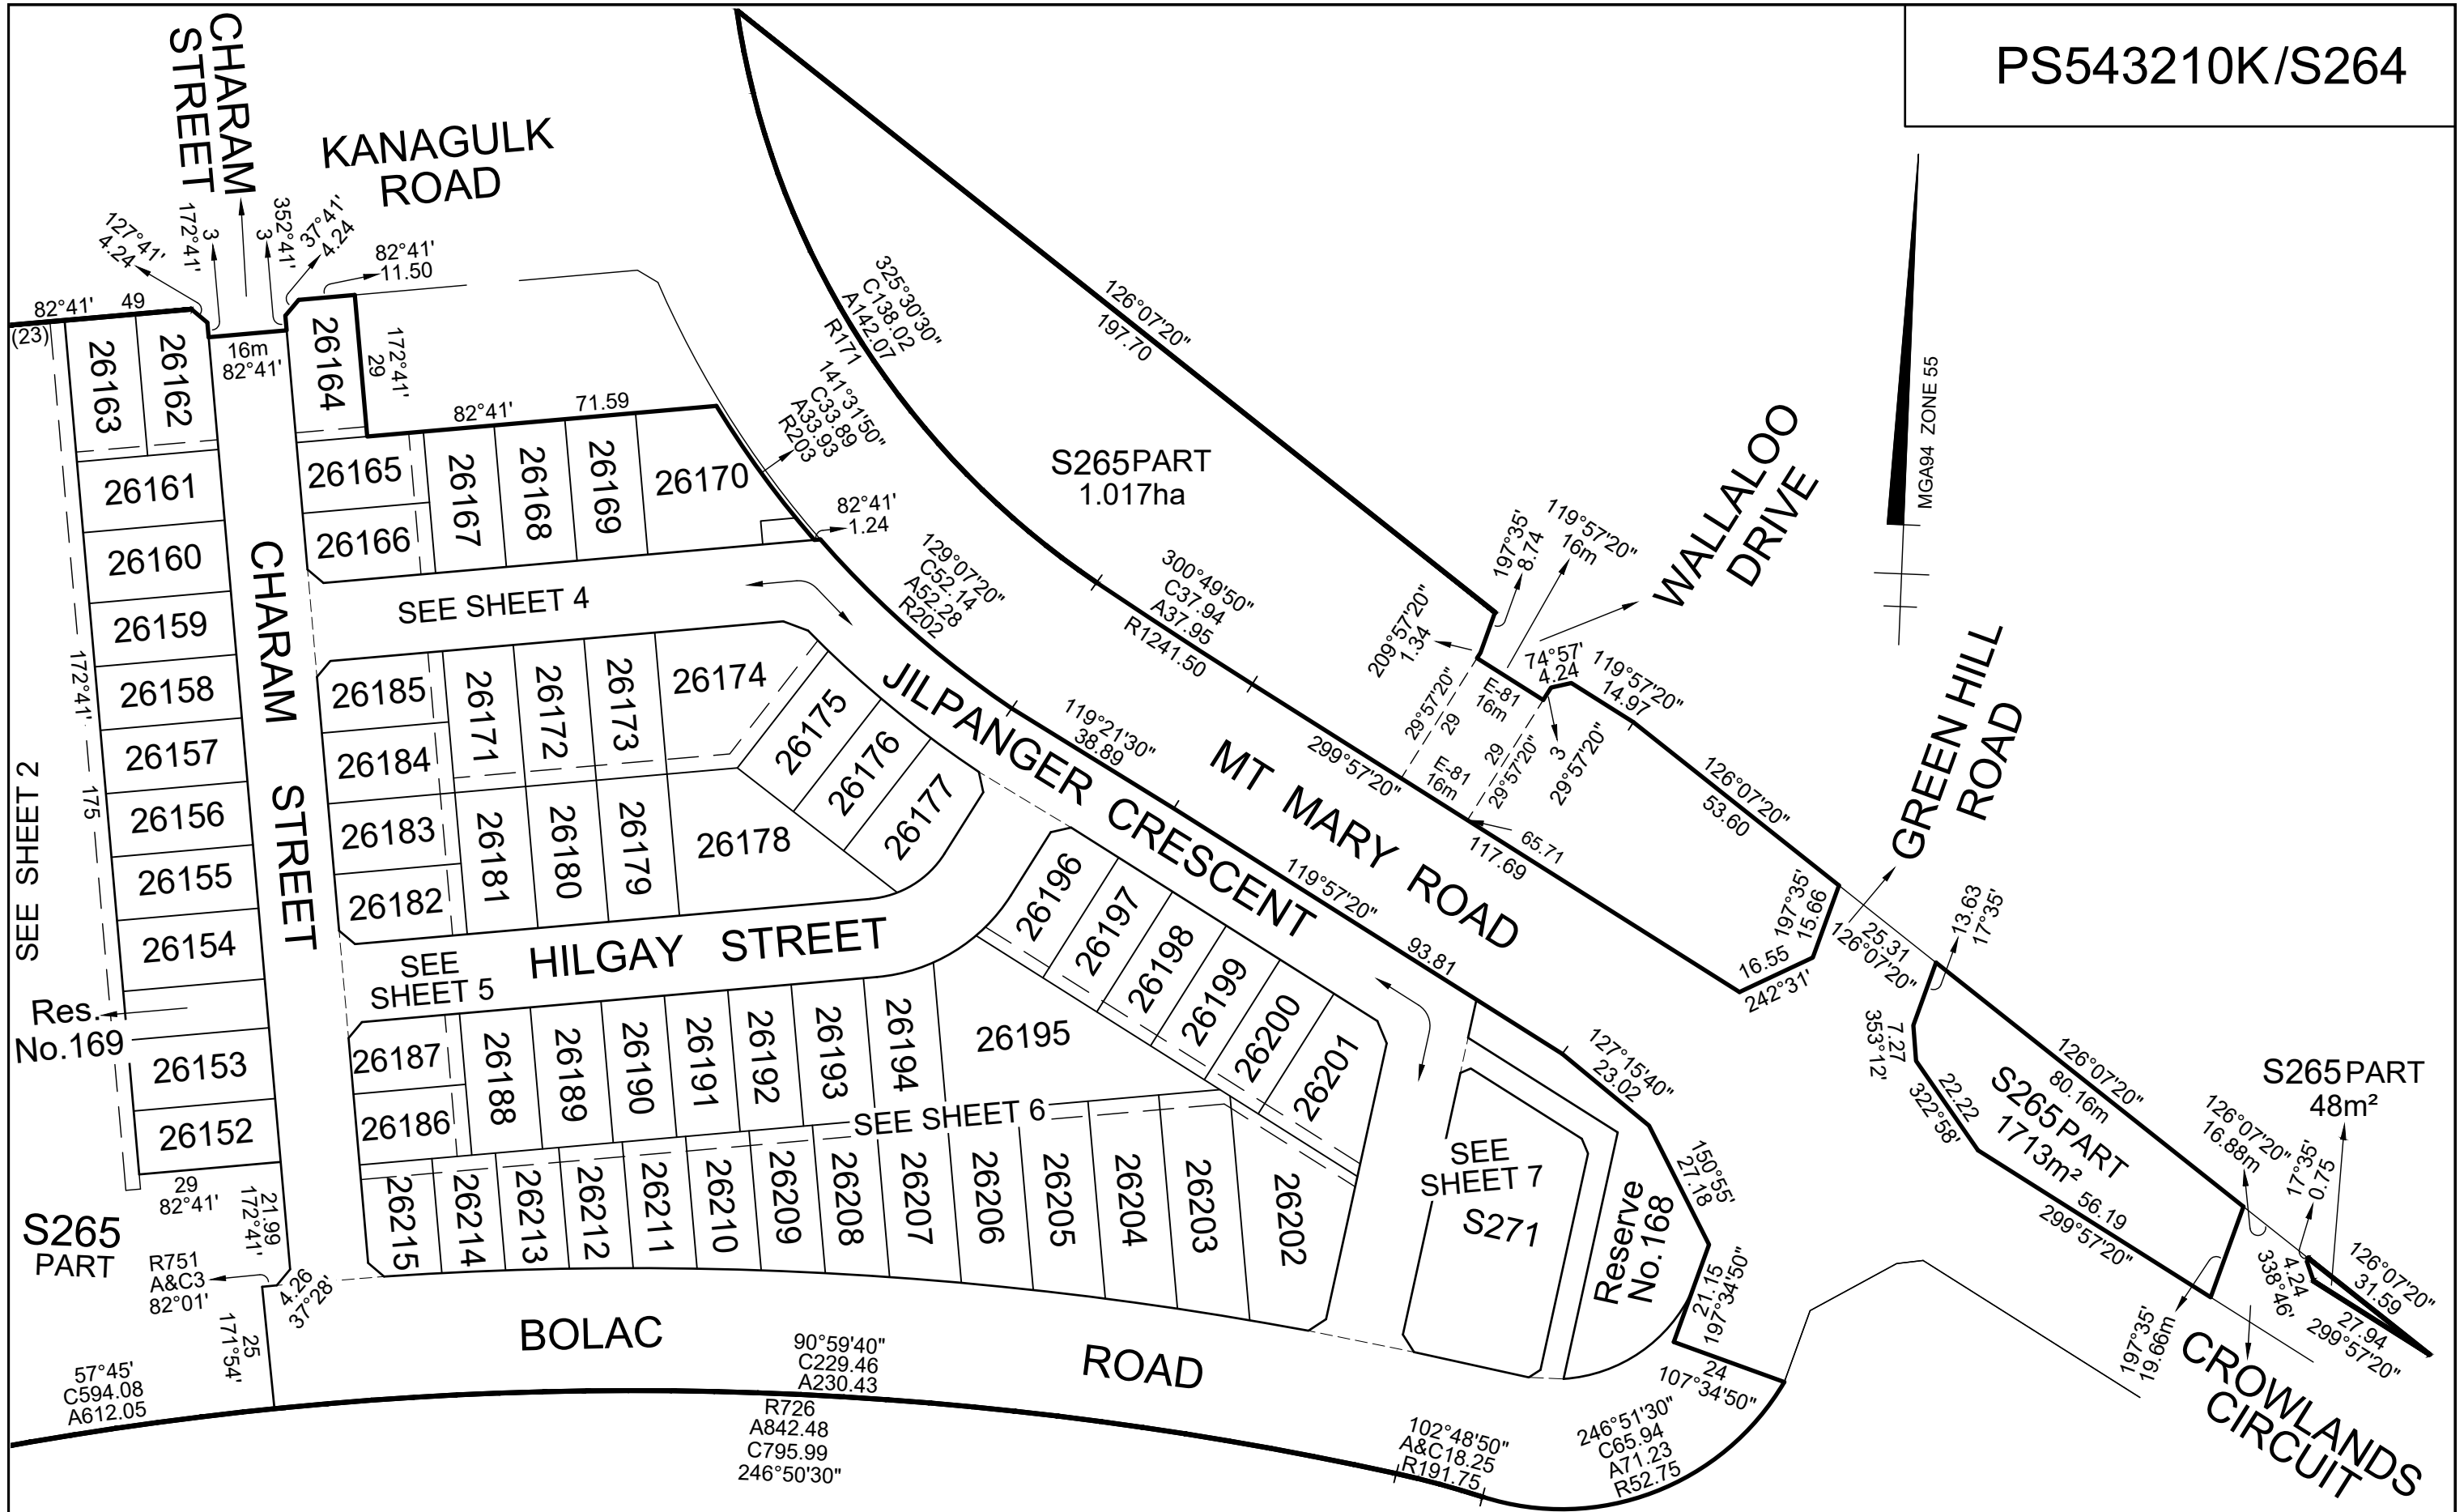 PS543210K/S264
CHARAM
STREET
KANAGULK
ROAD
127°41'
4.24
172°41'
3
3
352°41'
37°41'
4.24
82°41'
11.50
82°41'
49
(23)
16m
82°41'
26163
26162
26164
172°41'
29
82°41'
71.59
26161
26160
26159
26158
26157
26156
26155
26154
26153
26152
172°41'
175
SEE SHEET 2
Res.
No.169
29
82°41'
S265
PART
21.99
172°41'
R751
A&C3
82°01'
4.26
37°28'
25
171°54'
57°45'
C594.08
A612.05
CHARAM STREET
26165
26166
26167
26168
26169
26170
SEE SHEET 4
26185
26184
26183
26182
26171
26172
26173
26174
26175
26176
26177
26181
26180
26179
26178
HILGAY STREET
SEE
SHEET 5
26187
26186
26188
26189
26190
26191
26192
26193
26194
26195
26196
26197
26198
26199
26200
26201
SEE SHEET 6
26215
26214
26213
26212
26211
26210
26209
26208
26207
26206
26205
26204
26203
26202
BOLAC ROAD
90°59'40"
C229.46
A230.43
R726
A842.48
C795.99
246°50'30"
102°48'50"
A&C18.25
R191.75
246°51'30"
C65.94
A71.23
R52.75
325°30'30"
C138.02
A142.07
R171
141°31'50"
C33.89
A33.93
R203
82°41'
1.24
129°07'20"
C52.14
A52.28
R202
JILPANGER CRESCENT
119°21'30"
38.89
119°57'20"
93.81
126°07'20"
197.70
S265PART
1.017ha
300°49'50"
C37.94
A37.95
R1241.50
MT MARY ROAD
299°57'20"
117.69
65.71
197°35'
8.74
119°57'20"
16m
209°57'20"
1.34
WALLALOO
DRIVE
74°57'
4.24
119°57'20"
14.97
E-81
16m
E-81
16m
29°57'20"
29
29
29°57'20"
3
29°57'20"
126°07'20"
53.60
MGA94 ZONE 55
GREEN HILL
ROAD
197°35'
15.66
16.55
242°31'
25.31
126°07'20"
13.63
17°35'
7.27
353°12'
22.22
322°58'
126°07'20"
80.16m
S265PART
1713m²
56.19
299°57'20"
126°07'20"
16.88m
S265PART
48m²
17°35'
0.75
4.24
338°46'
126°07'20"
31.59
27.94
299°57'20"
197°35'
19.66m
CROWLANDS
CIRCUIT
127°15'40"
23.02
150°55'
27.18
SEE
SHEET 7
S271
Reserve
No.168
21.15
197°34'50"
24
107°34'50"